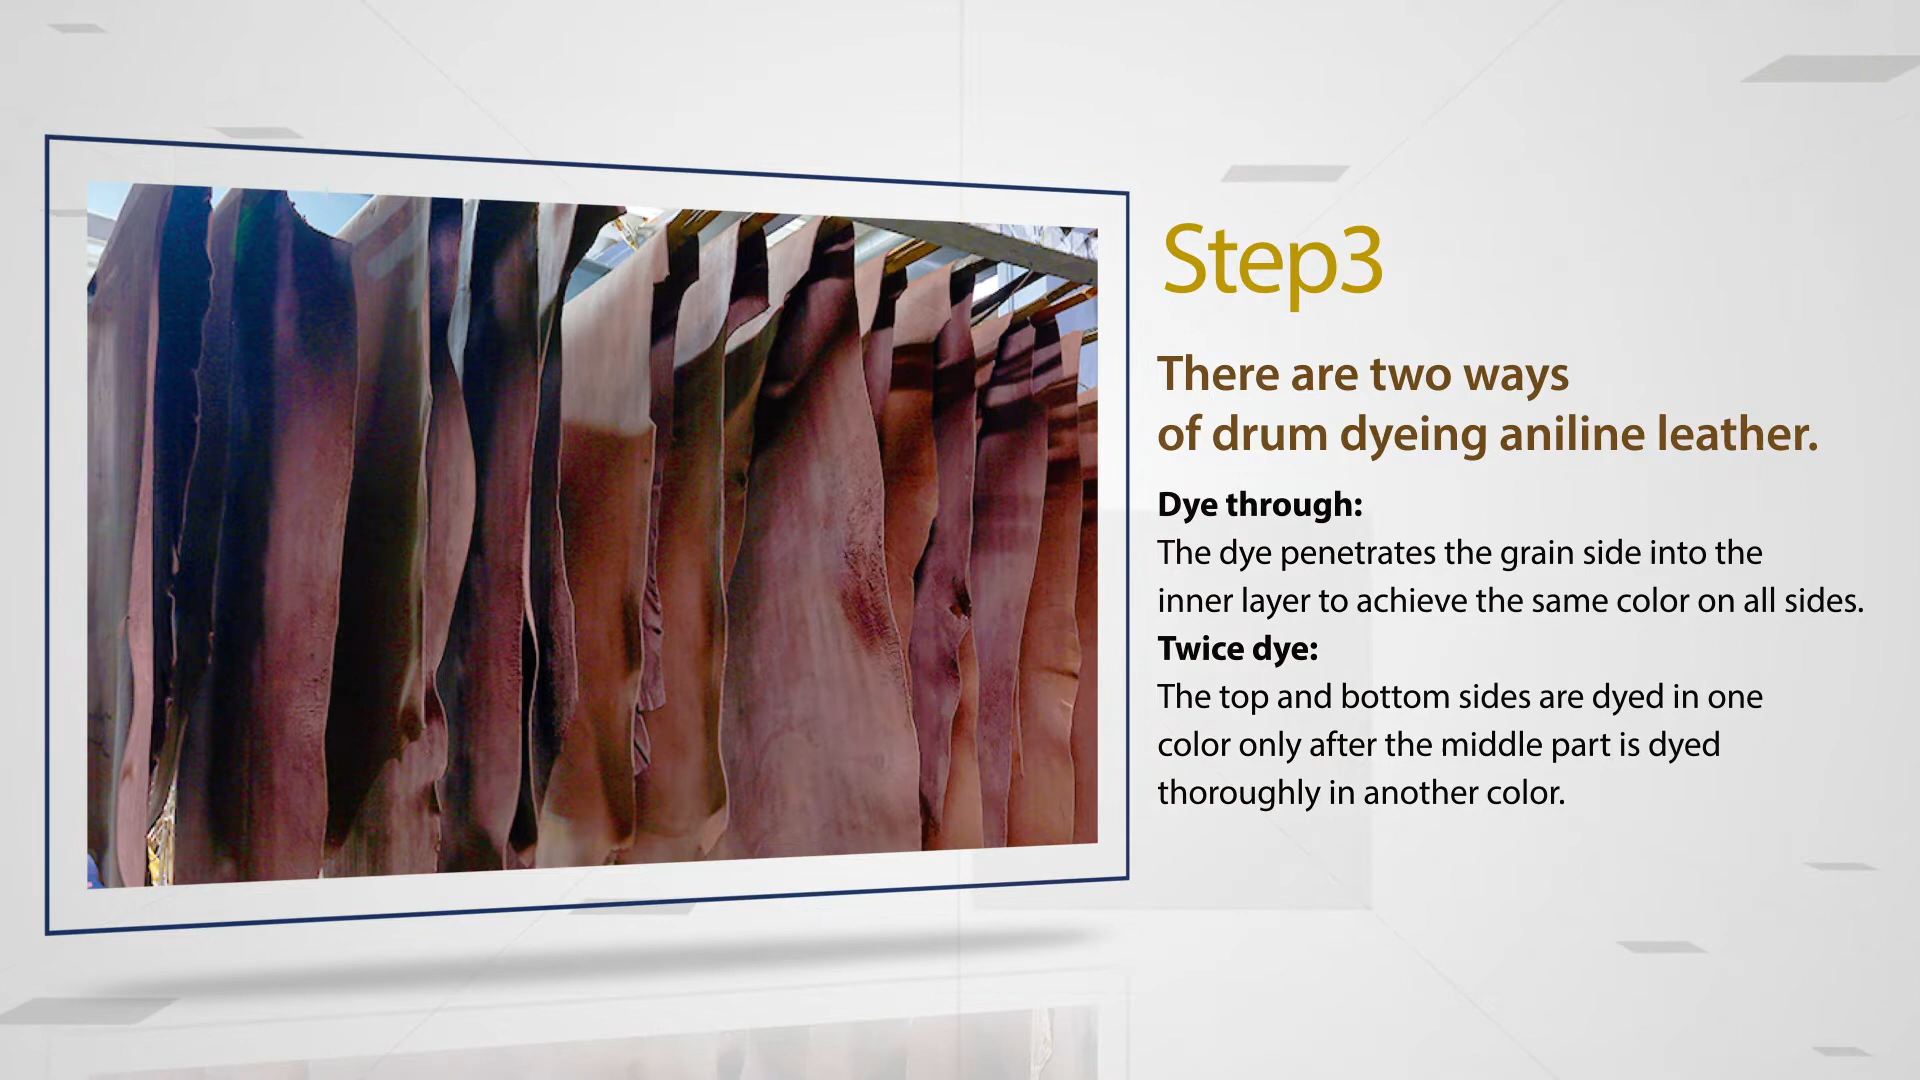 Step3
There are two ways
of drum dyeing aniline leather.
Dye through:
The dye penetrates the grain side into the
inner layer to achieve the same color on all sides.
Twice dye:
The top and bottom sides are dyed in one
color only after the middle part is dyed
thoroughly in another color.